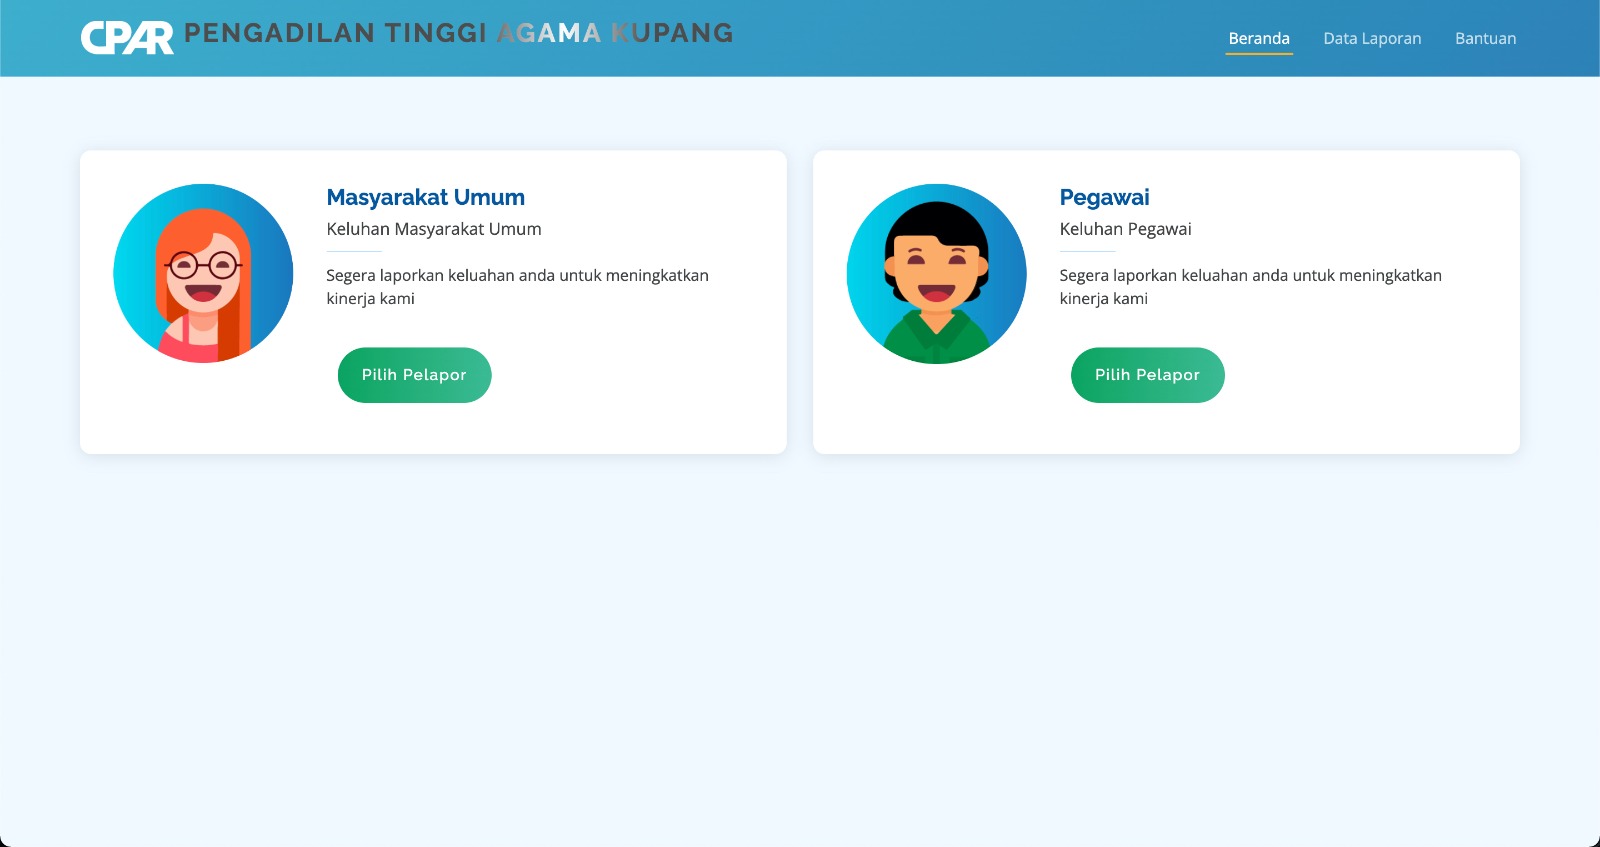 CPAR PENGADILAN TINGGI AGAMA KUPANG
Beranda Data Laporan Bantuan
Masyarakat Umum
Keluhan Masyarakat Umum
Segera laporkan keluahan anda untuk meningkatkan
kinerja kami
Pilih Pelapor
Pegawai
Keluhan Pegawai
Segera laporkan keluahan anda untuk meningkatkan
kinerja kami
Pilih Pelapor